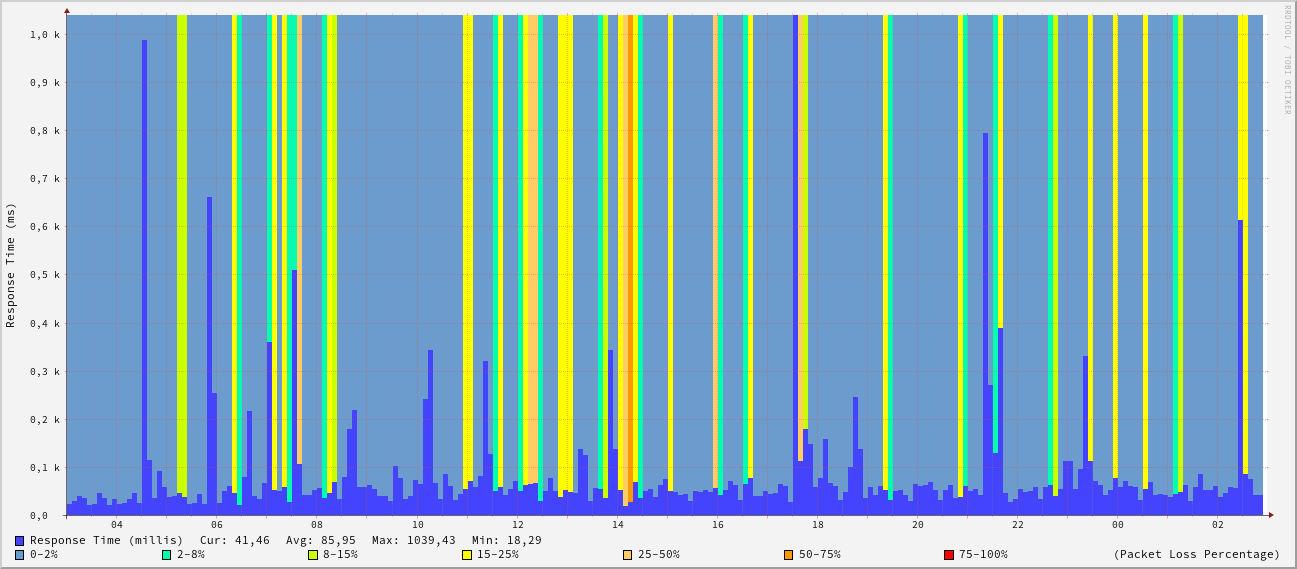 RRDTOOL / TOBI OETIKER
Response Time (ms)
1,0 k
0,9 k
0,8 k
0,7 k
0,6 k
0,5 k
0,4 k
0,3 k
0,2 k
0,1 k
0,0
04 06 08 10 12 14 16 18 20 22 00 02
Response Time (millis) Cur: 41,46 Avg: 85,95 Max: 1039,43 Min: 18,29
0-2% 2-8% 8-15% 15-25% 25-50% 50-75% 75-100% (Packet Loss Percentage)